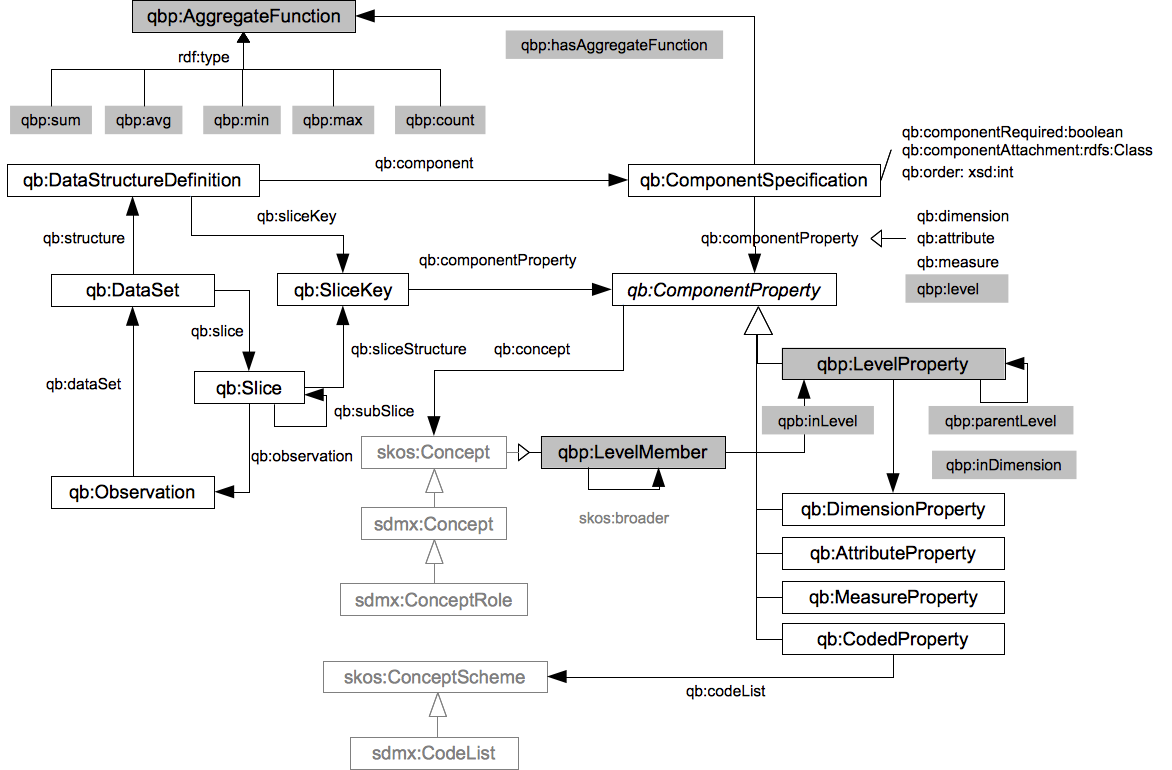 qbp:AggregateFunction
qbp:hasAggregateFunction
rdf:type
qbp:sum
qbp:avg
qbp:min
qbp:max
qbp:count
qb:componentRequired:boolean
qb:componentAttachment:rdfs:Class
qb:order: xsd:int
qb:component
qb:DataStructureDefinition
qb:ComponentSpecification
qb:sliceKey
qb:structure
qb:componentProperty
qb:dimension
qb:attribute
qb:measure
qbp:level
qb:componentProperty
qb:DataSet
qb:SliceKey
qb:ComponentProperty
qb:slice
qb:sliceStructure
qb:concept
qbp:LevelProperty
qb:dataSet
qb:Slice
qb:subSlice
qpb:inLevel
qbp:parentLevel
qb:observation
skos:Concept
qbp:LevelMember
qbp:inDimension
qb:Observation
skos:broader
qb:DimensionProperty
sdmx:Concept
qb:AttributeProperty
sdmx:ConceptRole
qb:MeasureProperty
qb:CodedProperty
skos:ConceptScheme
qb:codeList
sdmx:CodeList